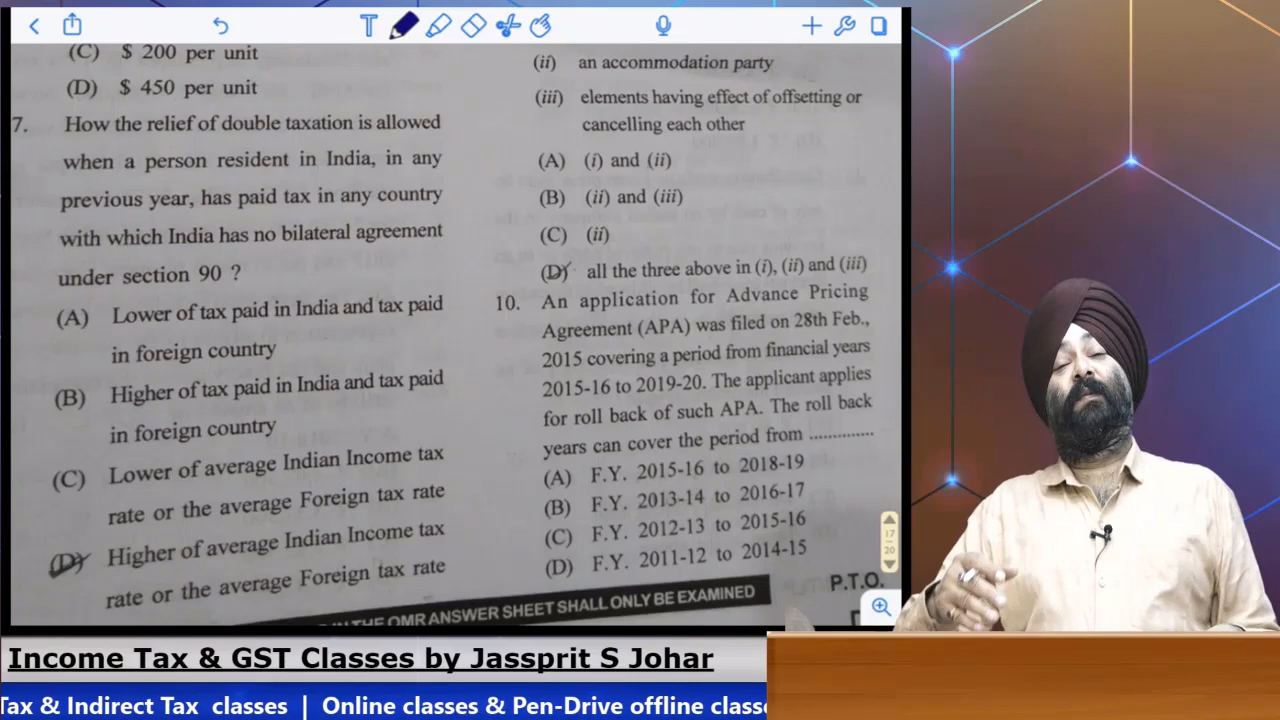 (C) $ 200 per unit
(D) $ 450 per unit
7. How the relief of double taxation is allowed
when a person resident in India, in any
previous year, has paid tax in any country
with which India has no bilateral agreement
under section 90 ?
(A) Lower of tax paid in India and tax paid
in foreign country
(B) Higher of tax paid in India and tax paid
in foreign country
(C) Lower of average Indian Income tax
rate or the average Foreign tax rate
(D) Higher of average Indian Income tax
rate or the average Foreign tax rate
(ii) an accommodation party
(iii) elements having effect of offsetting or
cancelling each other
(A) (i) and (ii)
(B) (ii) and (iii)
(C) (ii)
(D) all the three above in (i), (ii) and (iii)
10. An application for Advance Pricing
Agreement (APA) was filed on 28th Feb.,
2015 covering a period from financial years
2015-16 to 2019-20. The applicant applies
for roll back of such APA. The roll back
years can cover the period from ..............
(A) F.Y. 2015-16 to 2018-19
(B) F.Y. 2013-14 to 2016-17
(C) F.Y. 2012-13 to 2015-16
(D) F.Y. 2011-12 to 2014-15
THE OMR ANSWER SHEET SHALL ONLY BE EXAMINED
P.T.O.
17
20
Income Tax & GST Classes by Jassprit S Johar
Tax & Indirect Tax classes | Online classes & Pen-Drive offline